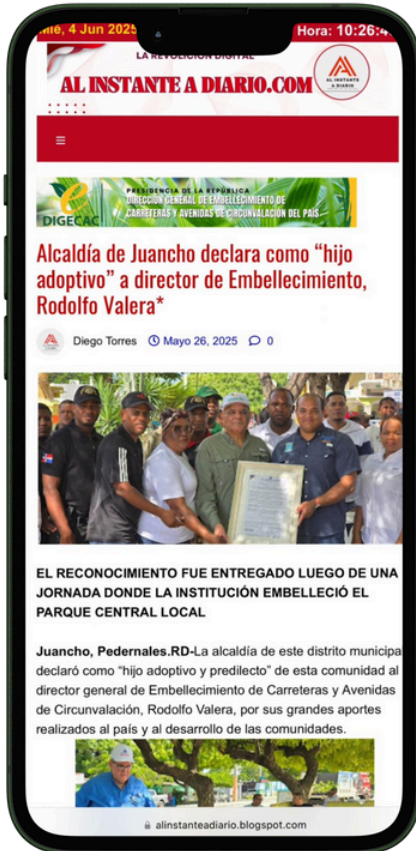 Mié, 4 Jun 2025
Hora: 10:26:4
LA REVOLUCIÓN DIGITAL
AL INSTANTE A DIARIO.COM
AL INSTANTE
A DIARIO
DIGECAC
PRESIDENCIA DE LA REPÚBLICA
DIRECCIÓN GENERAL DE EMBELLECIMIENTO DE
CARRETERAS Y AVENIDAS DE CIRCUNVALACIÓN DEL PAÍS
Alcaldía de Juancho declara como “hijo
adoptivo” a director de Embellecimiento,
Rodolfo Valera*
Diego Torres Mayo 26, 2025 0
EL RECONOCIMIENTO FUE ENTREGADO LUEGO DE UNA
JORNADA DONDE LA INSTITUCIÓN EMBELLECIÓ EL
PARQUE CENTRAL LOCAL
Juancho, Pedernales.RD-La alcaldía de este distrito municipa
declaró como “hijo adoptivo y predilecto” de esta comunidad al
director general de Embellecimiento de Carreteras y Avenidas
de Circunvalación, Rodolfo Valera, por sus grandes aportes
realizados al país y al desarrollo de las comunidades.
alinstanteadiario.blogspot.com